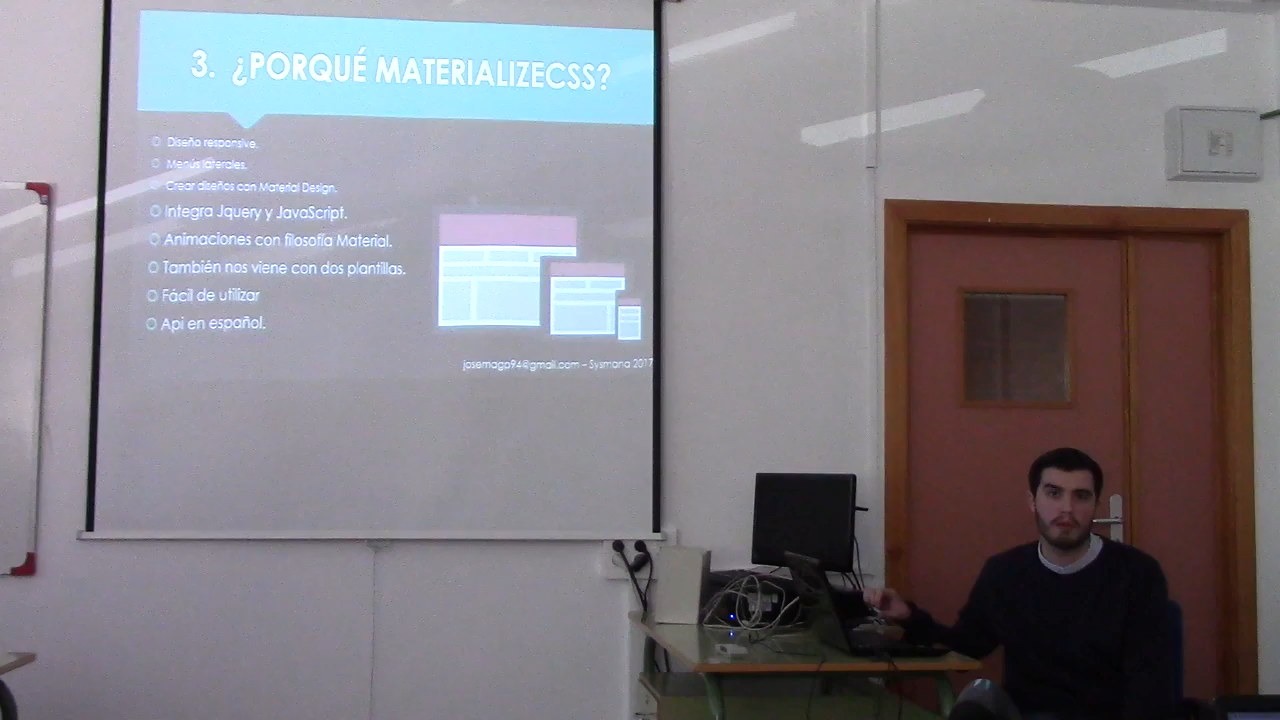 3. ¿PORQUÉ MATERIALIZECSS?
Diseño responsive.
Menús laterales.
Crear diseños con Material Design.
Integra Jquery y JavaScript.
Animaciones con filosofía Material.
También nos viene con dos plantillas.
Fácil de utilizar
Api en español.
josemagp94@gmail.com – Sysmana 2017